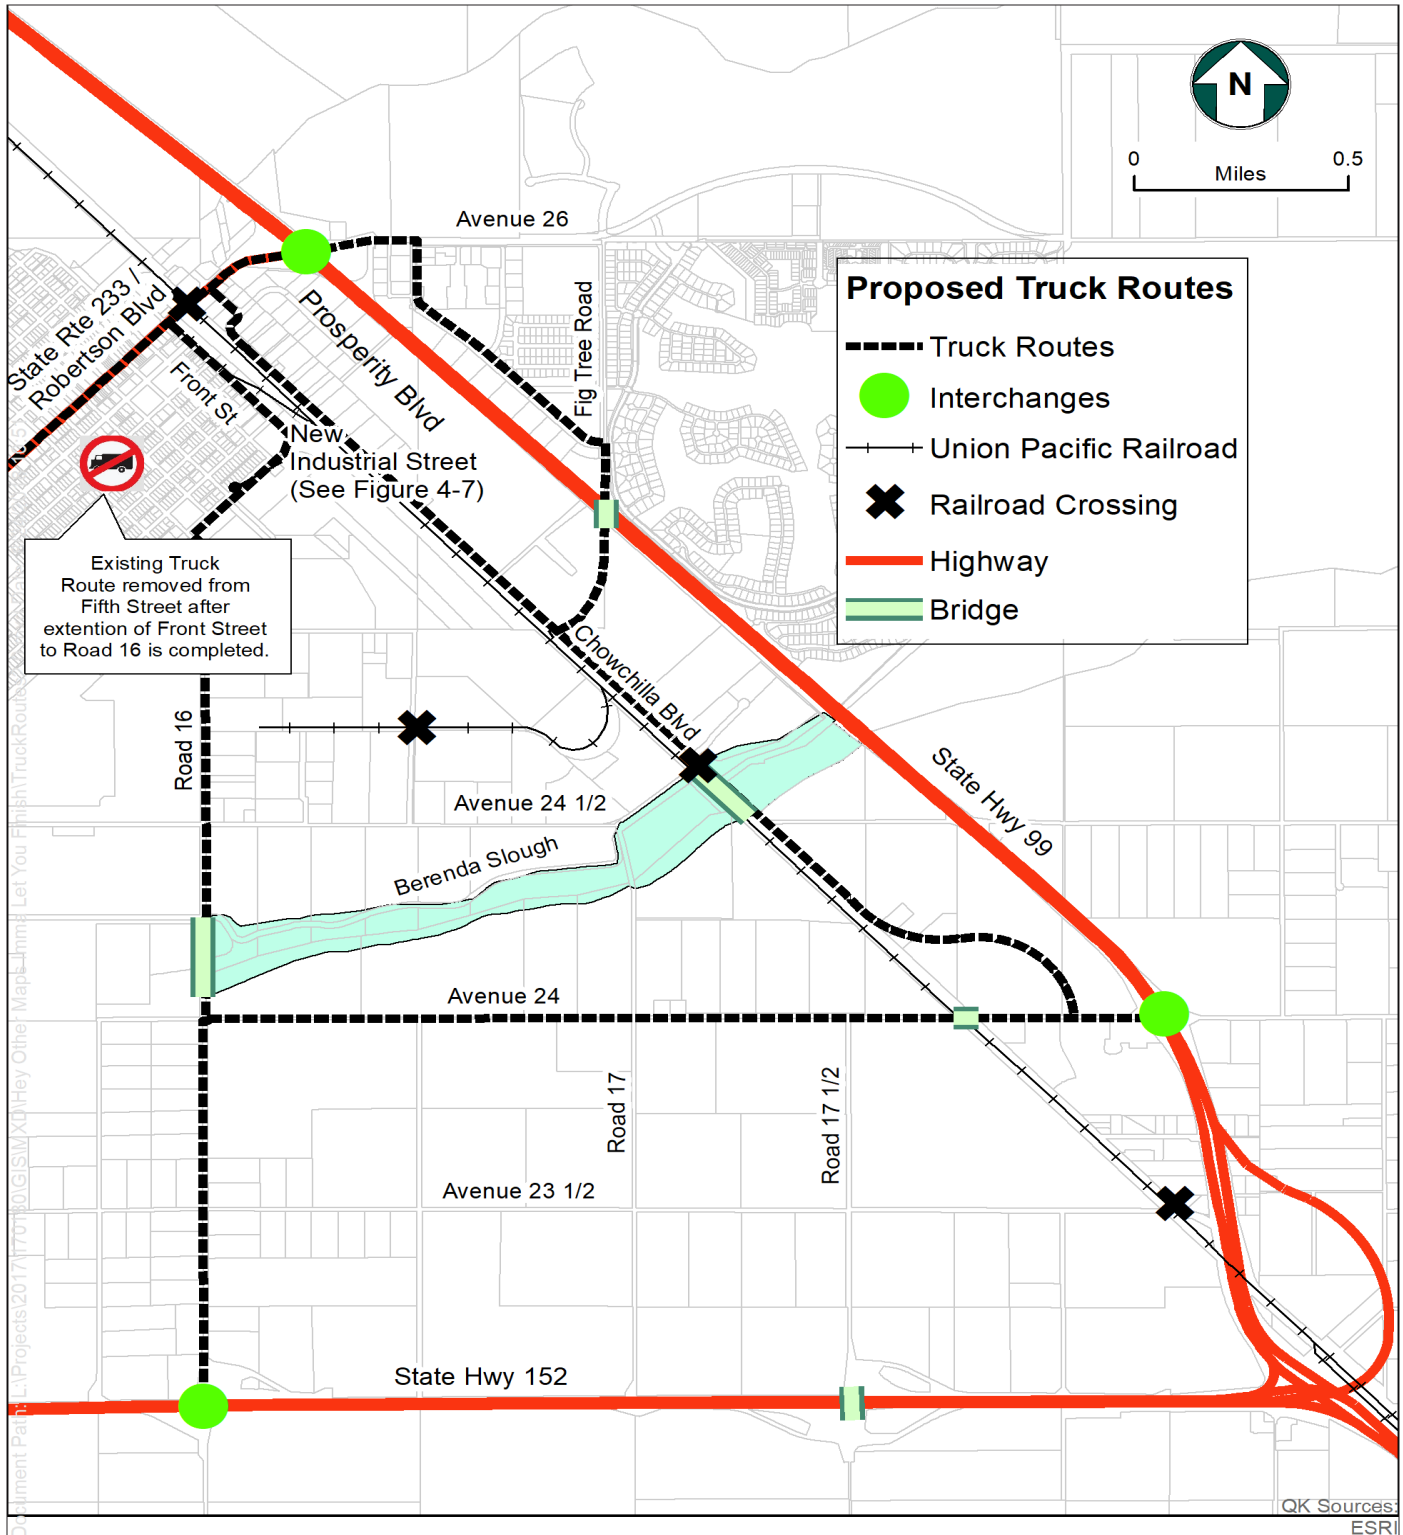 N
0 0.5
Miles
Avenue 26
State Rte 233 /
Robertson Blvd
Prosperity Blvd
Fig Tree Road
Front St
New
Industrial Street
(See Figure 4-7)
Proposed Truck Routes
Truck Routes
Interchanges
Union Pacific Railroad
Railroad Crossing
Highway
Bridge
Existing Truck
Route removed from
Fifth Street after
extention of Front Street
to Road 16 is completed.
Chowchilla Blvd
Road 16
State Hwy 99
Avenue 24 1/2
Berenda Slough
Avenue 24
Road 17
Road 17 1/2
Avenue 23 1/2
State Hwy 152
QK Sources:
ESRI